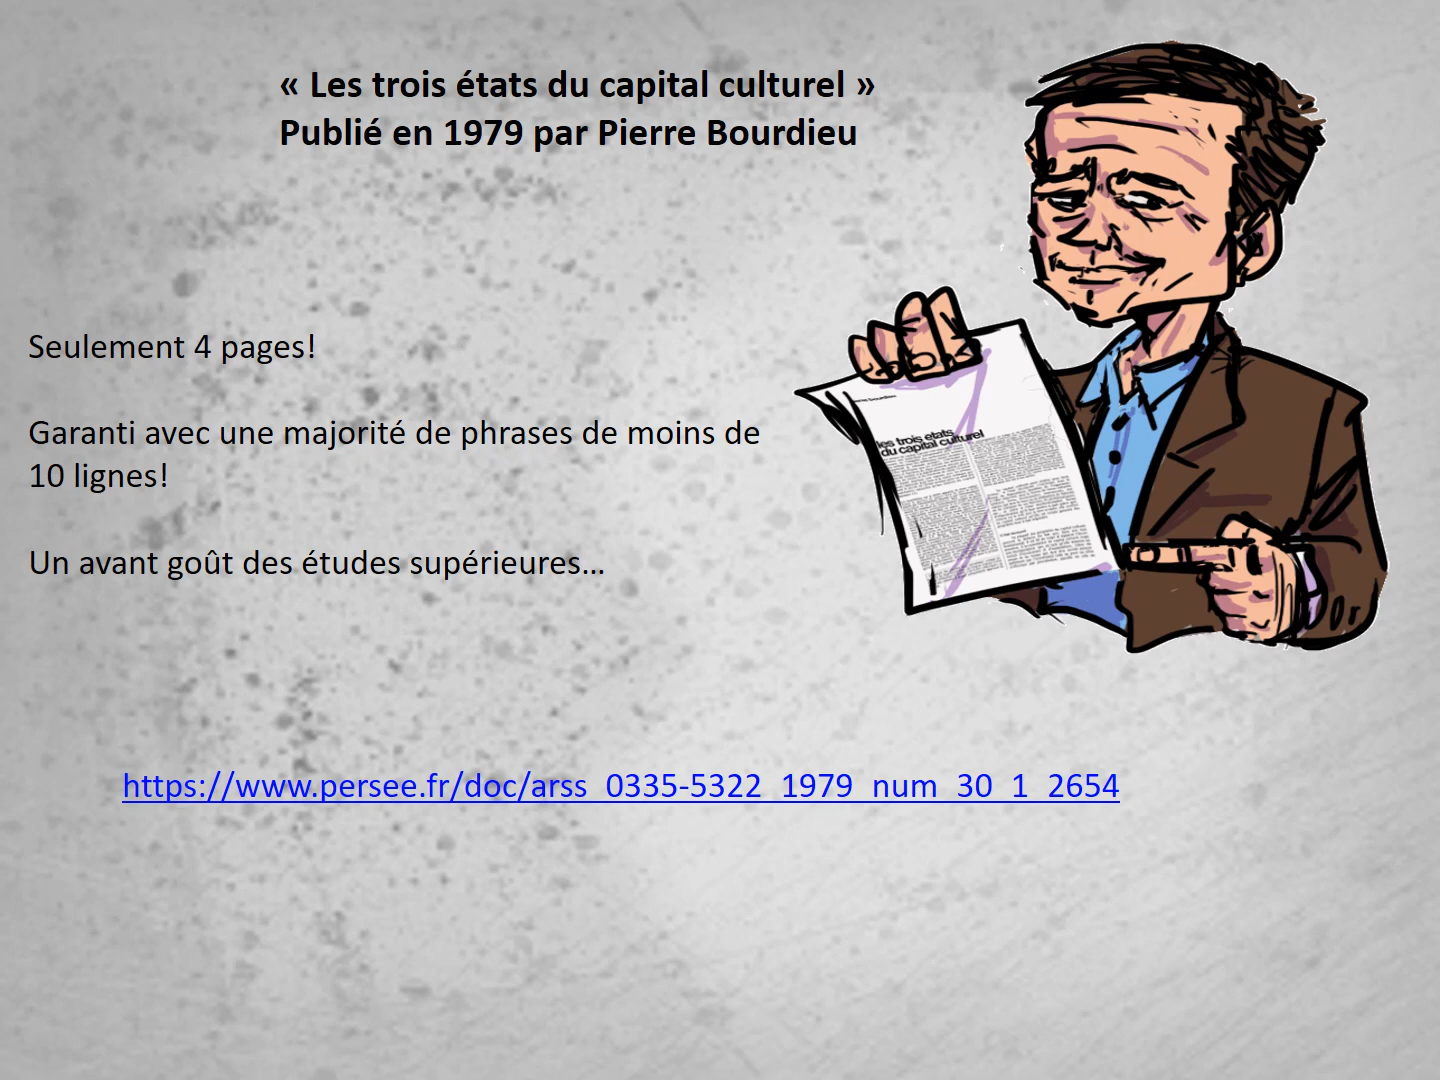 « Les trois états du capital culturel »
Publié en 1979 par Pierre Bourdieu
Seulement 4 pages!
Garanti avec une majorité de phrases de moins de
10 lignes!
Un avant goût des études supérieures…
les trois etats
du capital culturel
https://www.persee.fr/doc/arss_0335-5322_1979_num_30_1_2654